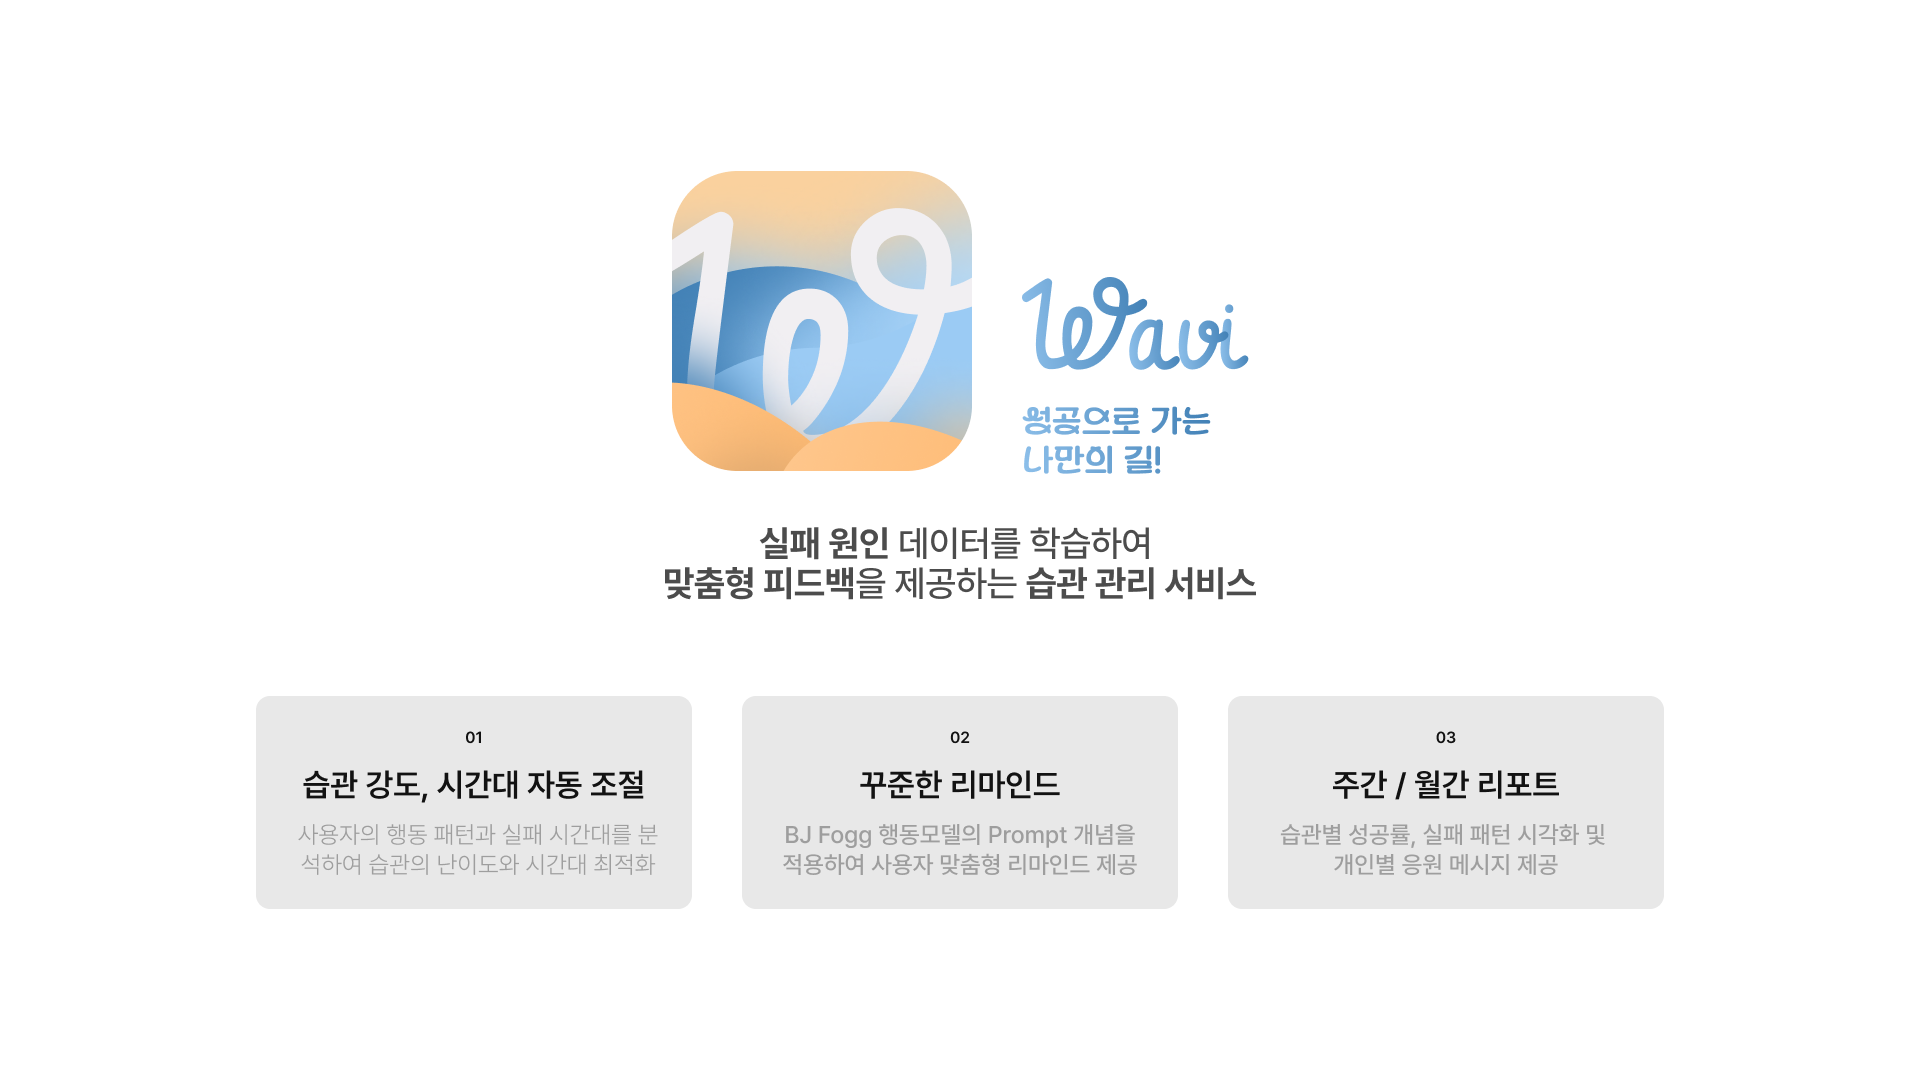 W
Wavi
성공으로 가는
나만의 길!
실패 원인 데이터를 학습하여
맞춤형 피드백을 제공하는 습관 관리 서비스
01
습관 강도, 시간대 자동 조절
사용자의 행동 패턴과 실패 시간대를 분
석하여 습관의 난이도와 시간대 최적화
02
꾸준한 리마인드
BJ Fogg 행동모델의 Prompt 개념을
적용하여 사용자 맞춤형 리마인드 제공
03
주간 / 월간 리포트
습관별 성공률, 실패 패턴 시각화 및
개인별 응원 메시지 제공